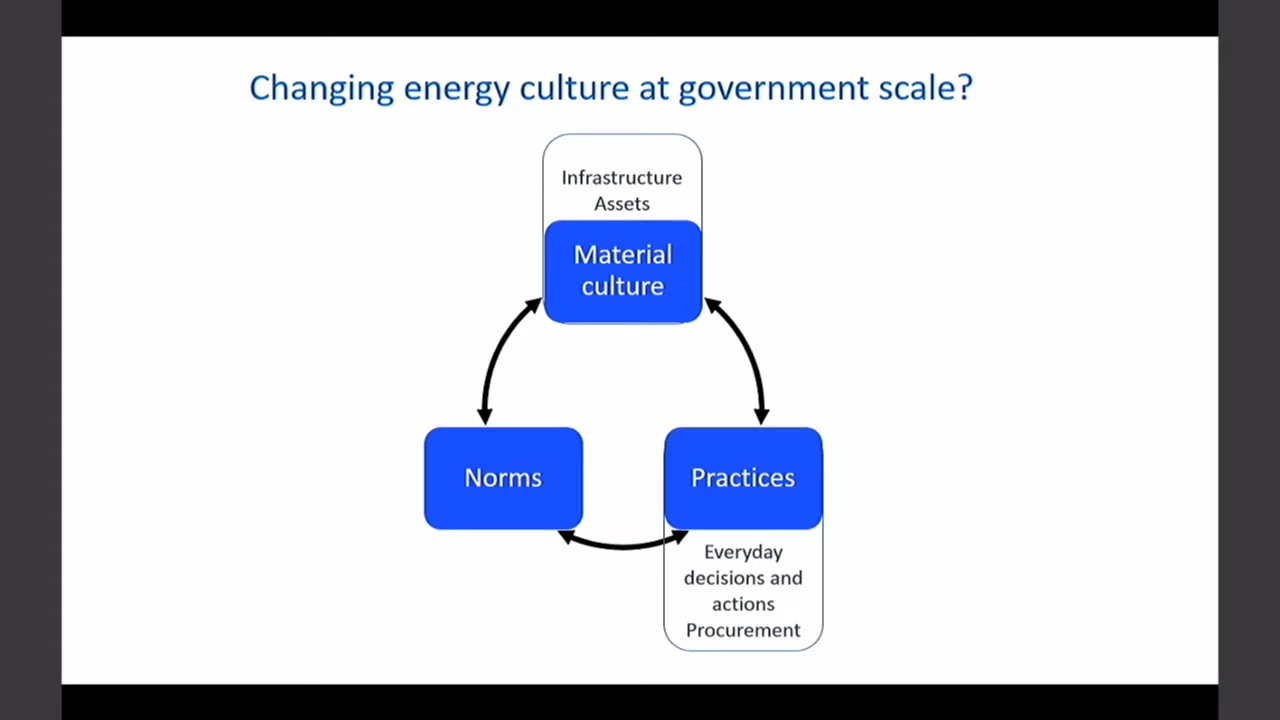 Changing energy culture at government scale?
Infrastructure
Assets
Material
culture
Norms
Practices
Everyday
decisions and
actions
Procurement